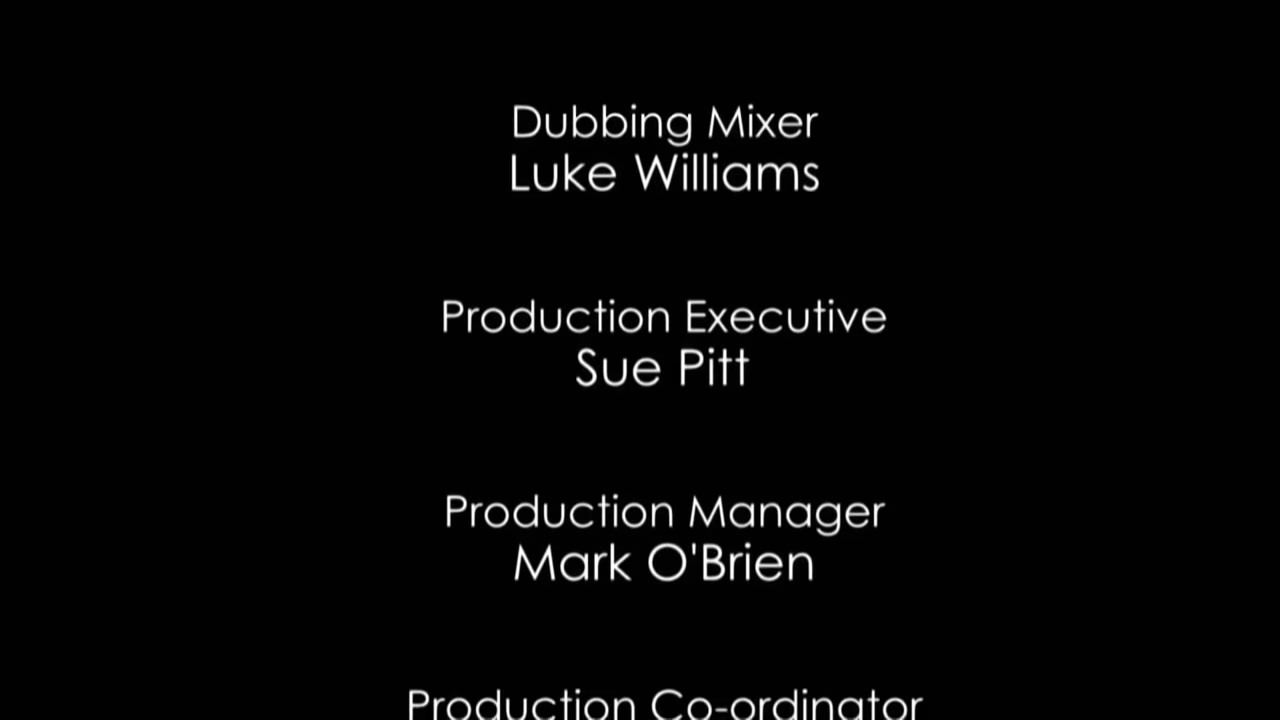 Dubbing Mixer
Luke Williams
Production Executive
Sue Pitt
Production Manager
Mark O'Brien
Production Co-ordinator